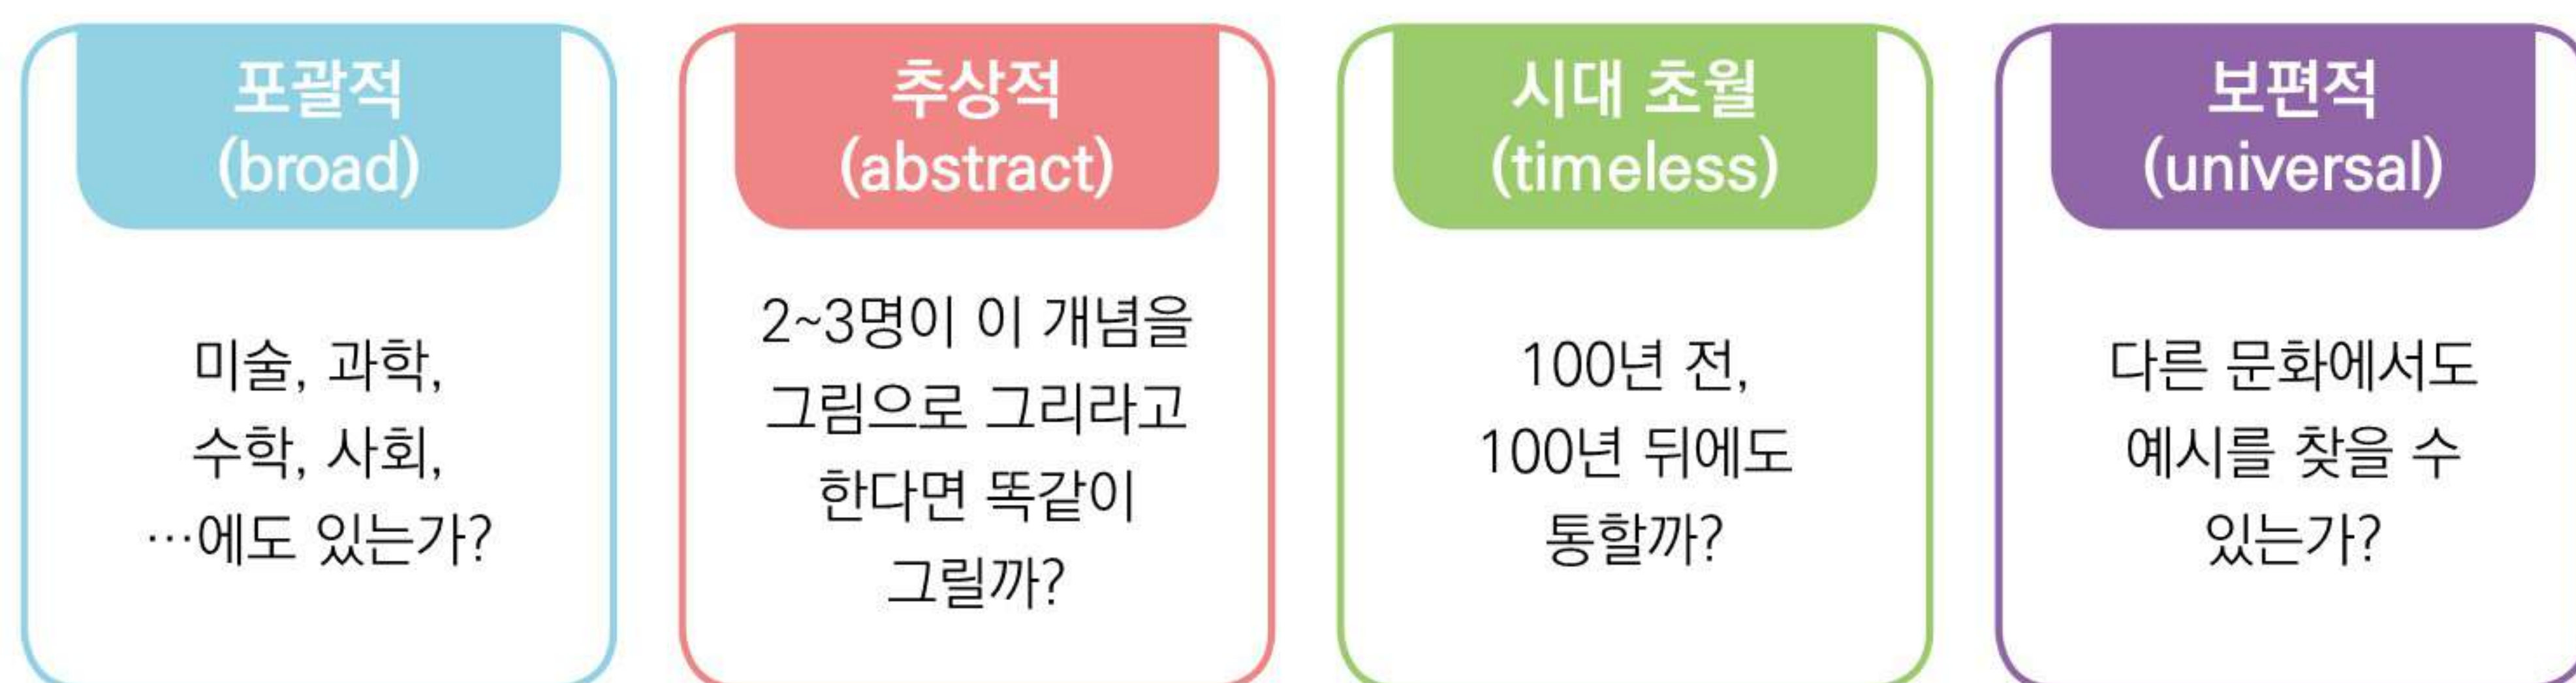 포괄적
(broad)
미술, 과학,
수학, 사회,
…에도 있는가?
추상적
(abstract)
2~3명이 이 개념을
그림으로 그리라고
한다면 똑같이
그릴까?
시대 초월
(timeless)
100년 전,
100년 뒤에도
통할까?
보편적
(universal)
다른 문화에서도
예시를 찾을 수
있는가?